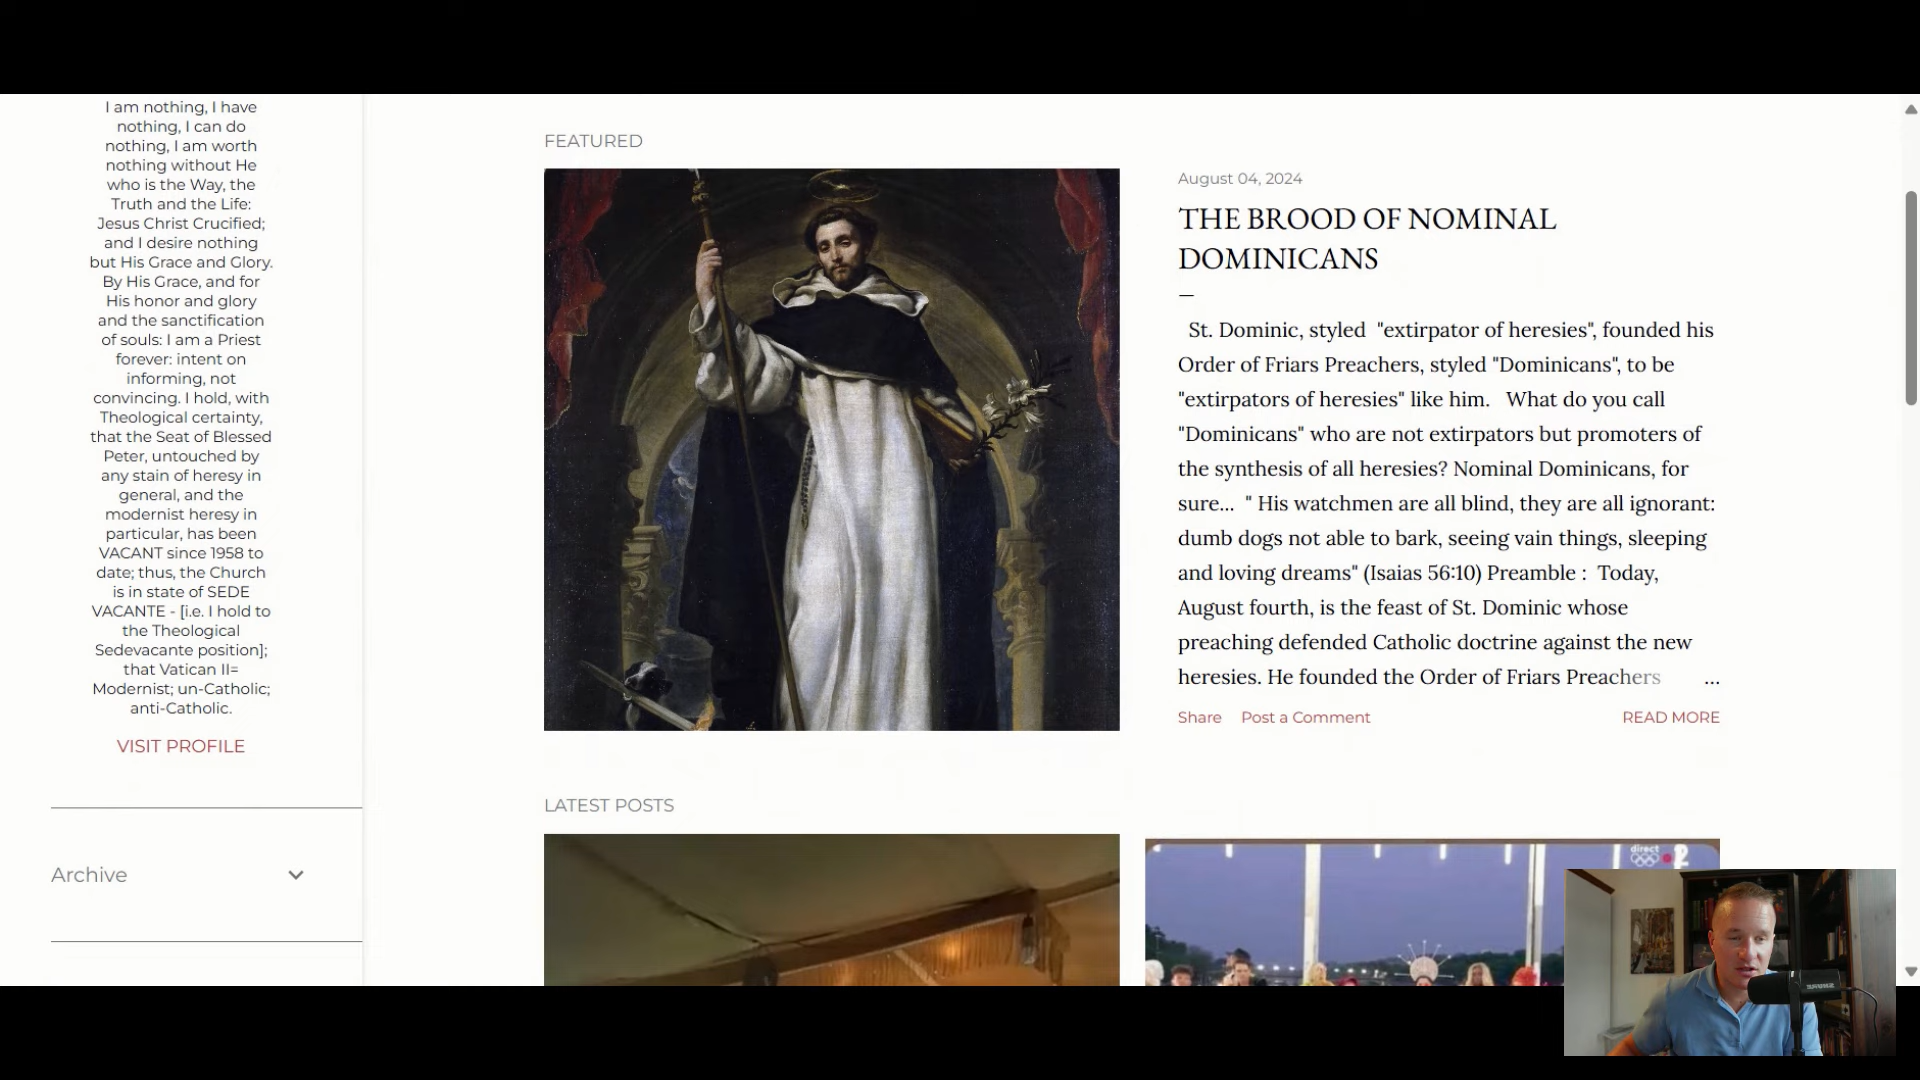 I am nothing, I have
nothing, I can do
nothing, I am worth
nothing without He
who is the Way, the
Truth and the Life:
Jesus Christ Crucified;
and I desire nothing
but His Grace and Glory.
By His Grace, and for
His honor and glory
and the sanctification
of souls: I am a Priest
forever: intent on
informing, not
convincing. I hold, with
Theological certainty,
that the Seat of Blessed
Peter, untouched by
any stain of heresy in
general, and the
modernist heresy in
particular, has been
VACANT since 1958 to
date; thus, the Church
is in state of SEDE
VACANTE - [i.e. I hold to
the Theological
Sedevacante position];
that Vatican II=
Modernist; un-Catholic;
anti-Catholic.
VISIT PROFILE
Archive
FEATURED
August 04, 2024
THE BROOD OF NOMINAL
DOMINICANS
St. Dominic, styled "extirpator of heresies", founded his
Order of Friars Preachers, styled "Dominicans", to be
"extirpators of heresies" like him. What do you call
"Dominicans" who are not extirpators but promoters of
the synthesis of all heresies? Nominal Dominicans, for
sure... " His watchmen are all blind, they are all ignorant:
dumb dogs not able to bark, seeing vain things, sleeping
and loving dreams" (Isaias 56:10) Preamble : Today,
August fourth, is the feast of St. Dominic whose
preaching defended Catholic doctrine against the new
heresies. He founded the Order of Friars Preachers ...
Share Post a Comment READ MORE
LATEST POSTS
direct
2